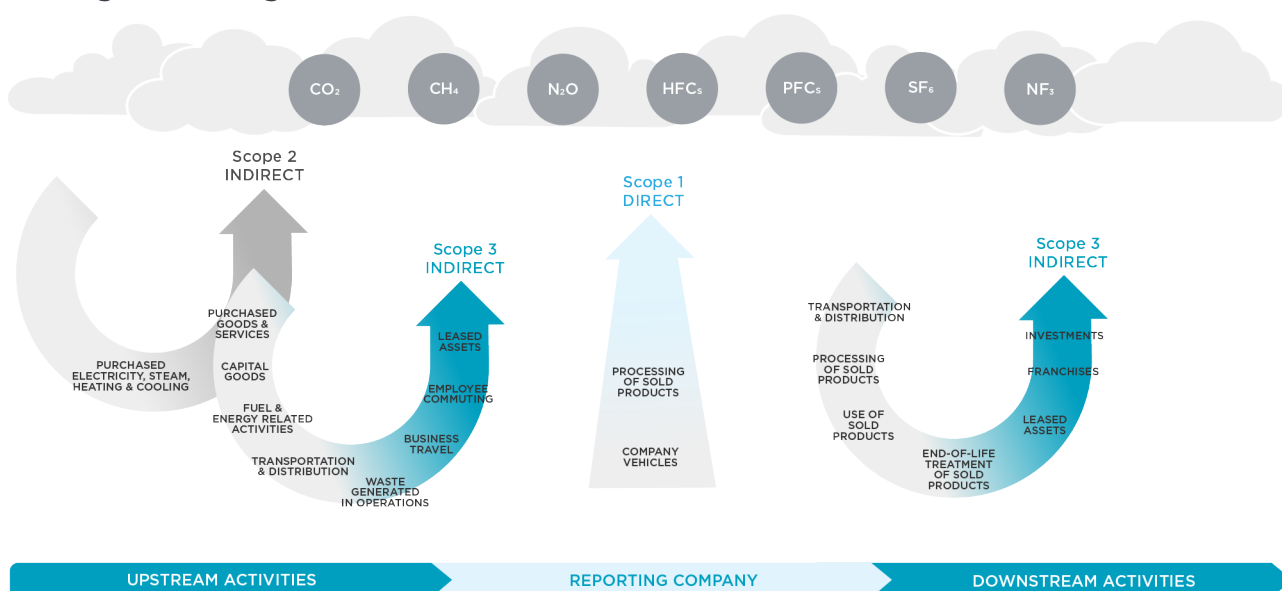 CO₂
CH₄
N₂O
HFCs
PFCs
SF₆
NF₃
Scope 2
INDIRECT
PURCHASED
ELECTRICITY, STEAM,
HEATING & COOLING
Scope 3
INDIRECT
PURCHASED
GOODS &
SERVICES
CAPITAL
GOODS
FUEL &
ENERGY RELATED
ACTIVITIES
TRANSPORTATION
& DISTRIBUTION
WASTE
GENERATED
IN OPERATIONS
BUSINESS
TRAVEL
EMPLOYEE
COMMUTING
LEASED
ASSETS
Scope 1
DIRECT
PROCESSING
OF SOLD
PRODUCTS
COMPANY
VEHICLES
Scope 3
INDIRECT
TRANSPORTATION
& DISTRIBUTION
PROCESSING
OF SOLD
PRODUCTS
USE OF
SOLD
PRODUCTS
END-OF-LIFE
TREATMENT
OF SOLD
PRODUCTS
LEASED
ASSETS
FRANCHISES
INVESTMENTS
UPSTREAM ACTIVITIES
REPORTING COMPANY
DOWNSTREAM ACTIVITIES